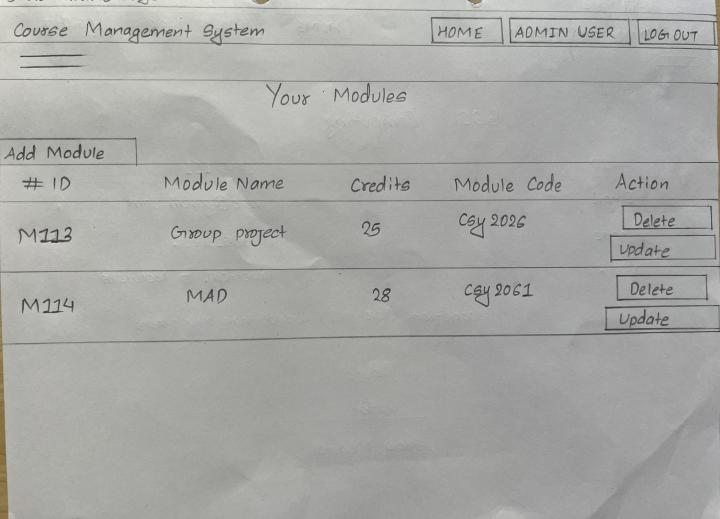 Course Management System HOME ADMIN USER LOG OUT
Your Modules
Add Module
# ID Module Name Credits Module Code Action
M113 Group project 25 CSY 2026 Delete
Update
M114 MAD 28 CSY 2061 Delete
Update